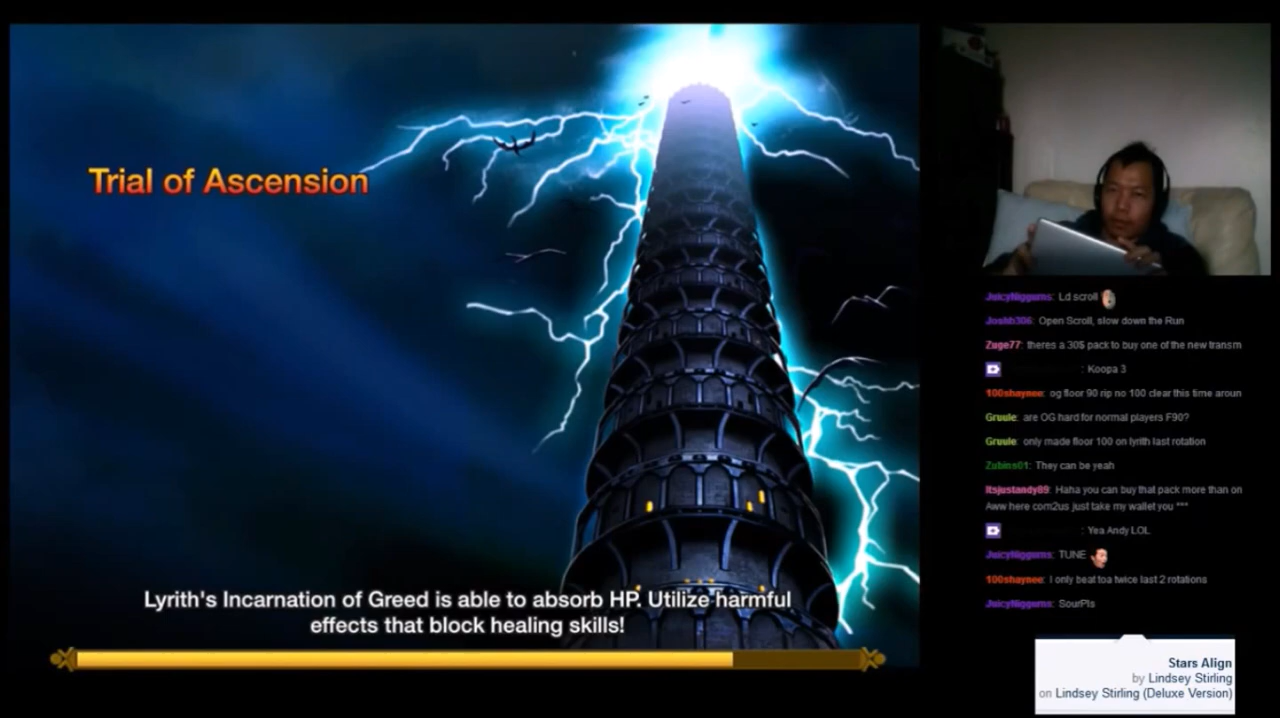 Trial of Ascension
Lyrith's Incarnation of Greed is able to absorb HP. Utilize harmful
effects that block healing skills!
JuicyNiggums: Ld scroll
Joshb306: Open Scroll, slow down the Run
Zuge77: theres a 30$ pack to buy one of the new transm
: Koopa 3
100shaynee: og floor 90 rip no 100 clear this time aroun
Gruule: are OG hard for normal players F90?
Gruule: only made floor 100 on lyrith last rotation
Zubins01: They can be yeah
Itsjustandy89: Haha you can buy that pack more than on
Aww here com2us just take my wallet you ***
: Yea Andy LOL
JuicyNiggums: TUNE
100shaynee: I only beat toa twice last 2 rotations
JuicyNiggums: SourPls
Stars Align
by Lindsey Stirling
on Lindsey Stirling (Deluxe Version)